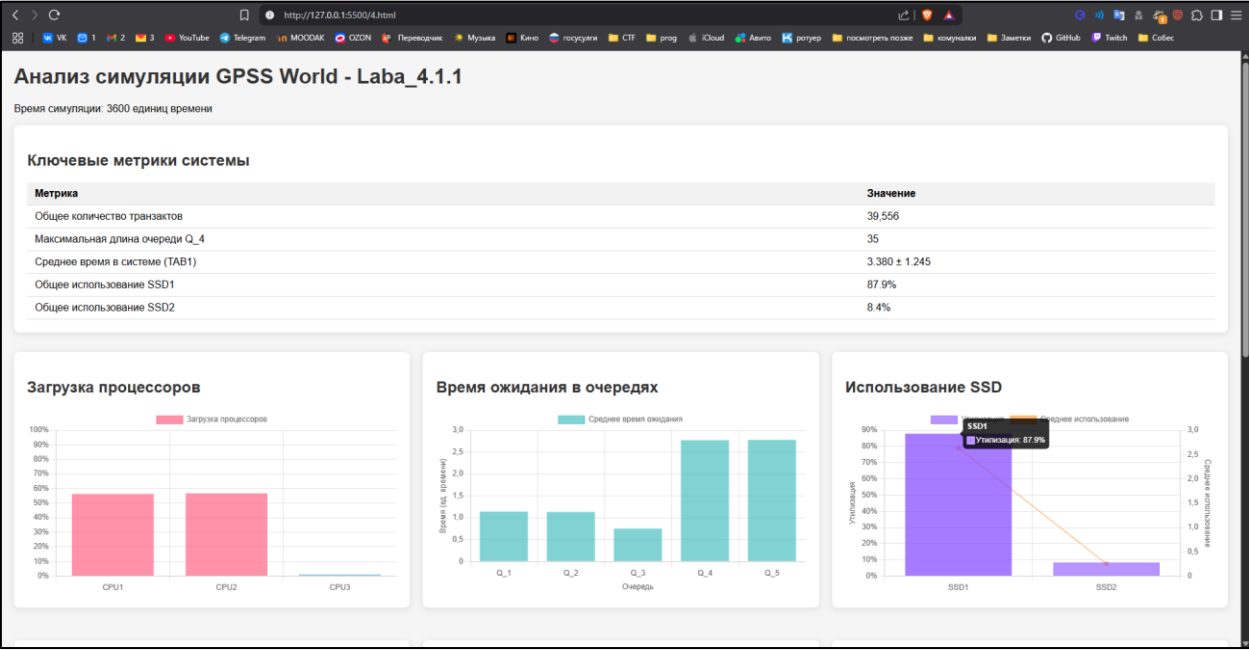 http://127.0.0.1:5500/4.html
VK 1 M 2 3 YouTube Telegram MOODAK OZON Переводчик Музыка Кино госуслуги CTF prog iCloud Авито роутер посмотреть позже комуналки Заметки GitHub Twitch Собес
Анализ симуляции GPSS World - Laba_4.1.1
Время симуляции: 3600 единиц времени
Ключевые метрики системы
Метрика Значение
Общее количество транзактов 39,556
Максимальная длина очереди Q_4 35
Среднее время в системе (TAB1) 3.380 ± 1.245
Общее использование SSD1 87.9%
Общее использование SSD2 8.4%
Загрузка процессоров
Загрузка процессоров
100%
90%
80%
70%
60%
50%
40%
30%
20%
10%
0%
CPU1 CPU2 CPU3
Время ожидания в очередях
Среднее время ожидания
Время (ед. времени)
3,0
2,5
2,0
1,5
1,0
0,5
0
Q_1 Q_2 Q_3 Q_4 Q_5
Очередь
Использование SSD
Утилизация Среднее использование
SSD1
Утилизация: 87.9%
Утилизация
90%
80%
70%
60%
50%
40%
30%
20%
10%
0%
3,0
2,5
2,0
1,5
1,0
0,5
0
Среднее использование
SSD1 SSD2